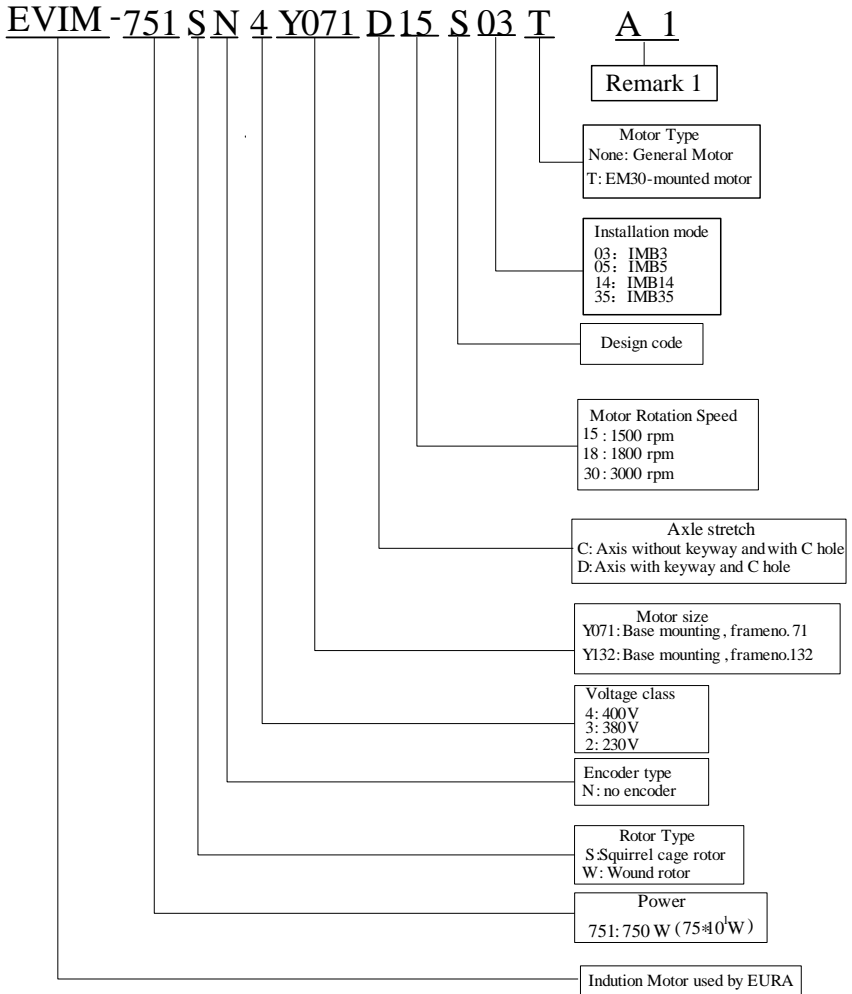 EVIM-751 S N 4 Y071 D 15 S 03 T A 1
Remark 1
Motor Type
None: General Motor
T: EM30-mounted motor
Installation mode
03: IMB3
05: IMB5
14: IMB14
35: IMB35
Design code
Motor Rotation Speed
15 : 1500 rpm
18 : 1800 rpm
30 : 3000 rpm
Axle stretch
C: Axis without keyway and with C hole
D: Axis with keyway and C hole
Motor size
Y071: Base mounting , frameno. 71
Y132: Base mounting , frameno.132
Voltage class
4: 400V
3: 380V
2: 230V
Encoder type
N: no encoder
Rotor Type
S:Squirrel cage rotor
W: Wound rotor
Power
751: 750 W (75*10¹W)
Indution Motor used by EURA